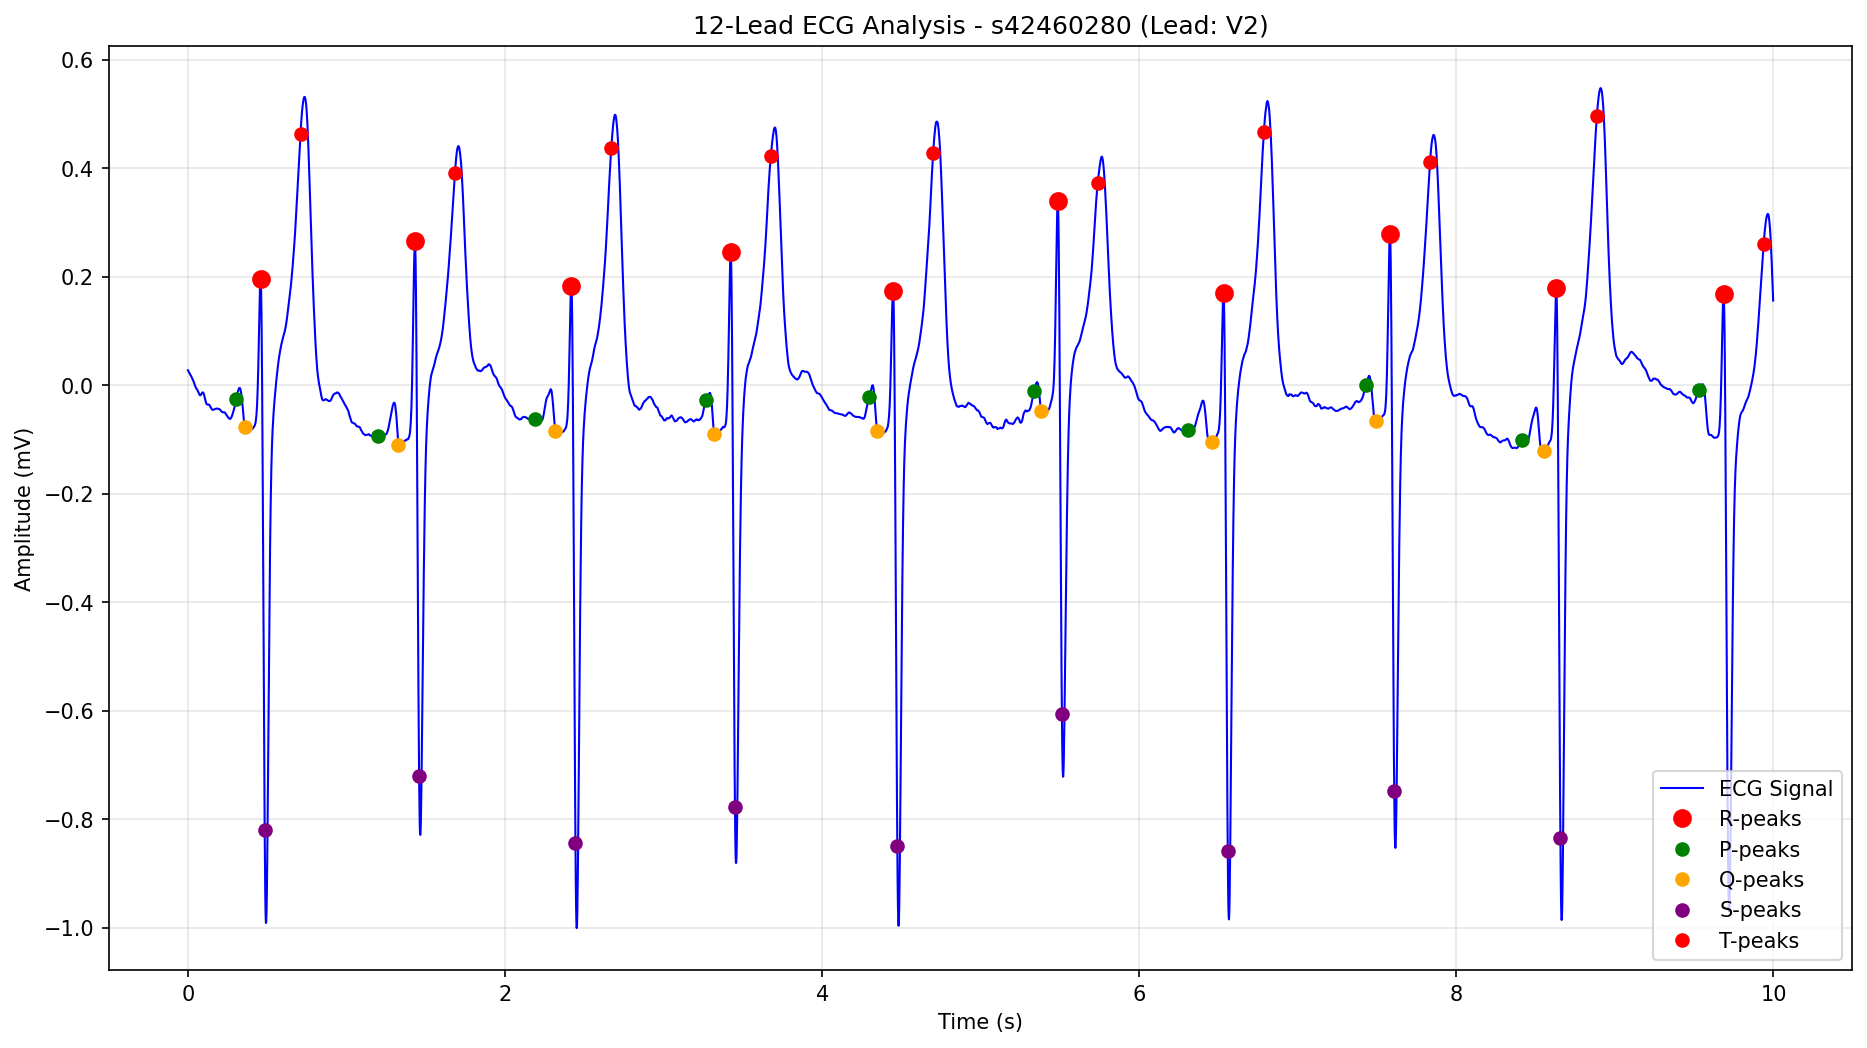 12-Lead ECG Analysis - s42460280 (Lead: V2)
0.6
0.4
0.2
0.0
−0.2
−0.4
−0.6
−0.8
−1.0
Amplitude (mV)
ECG Signal
R-peaks
P-peaks
Q-peaks
S-peaks
T-peaks
0 2 4 6 8 10
Time (s)